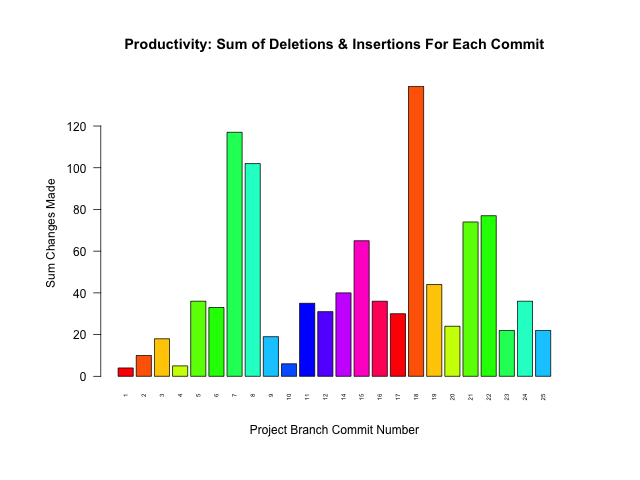 Productivity: Sum of Deletions & Insertions For Each Commit
Sum Changes Made
120
100
80
60
40
20
0
1 2 3 4 5 6 7 8 9 10 11 12 14 15 16 17 18 19 20 21 22 23 24 25
Project Branch Commit Number